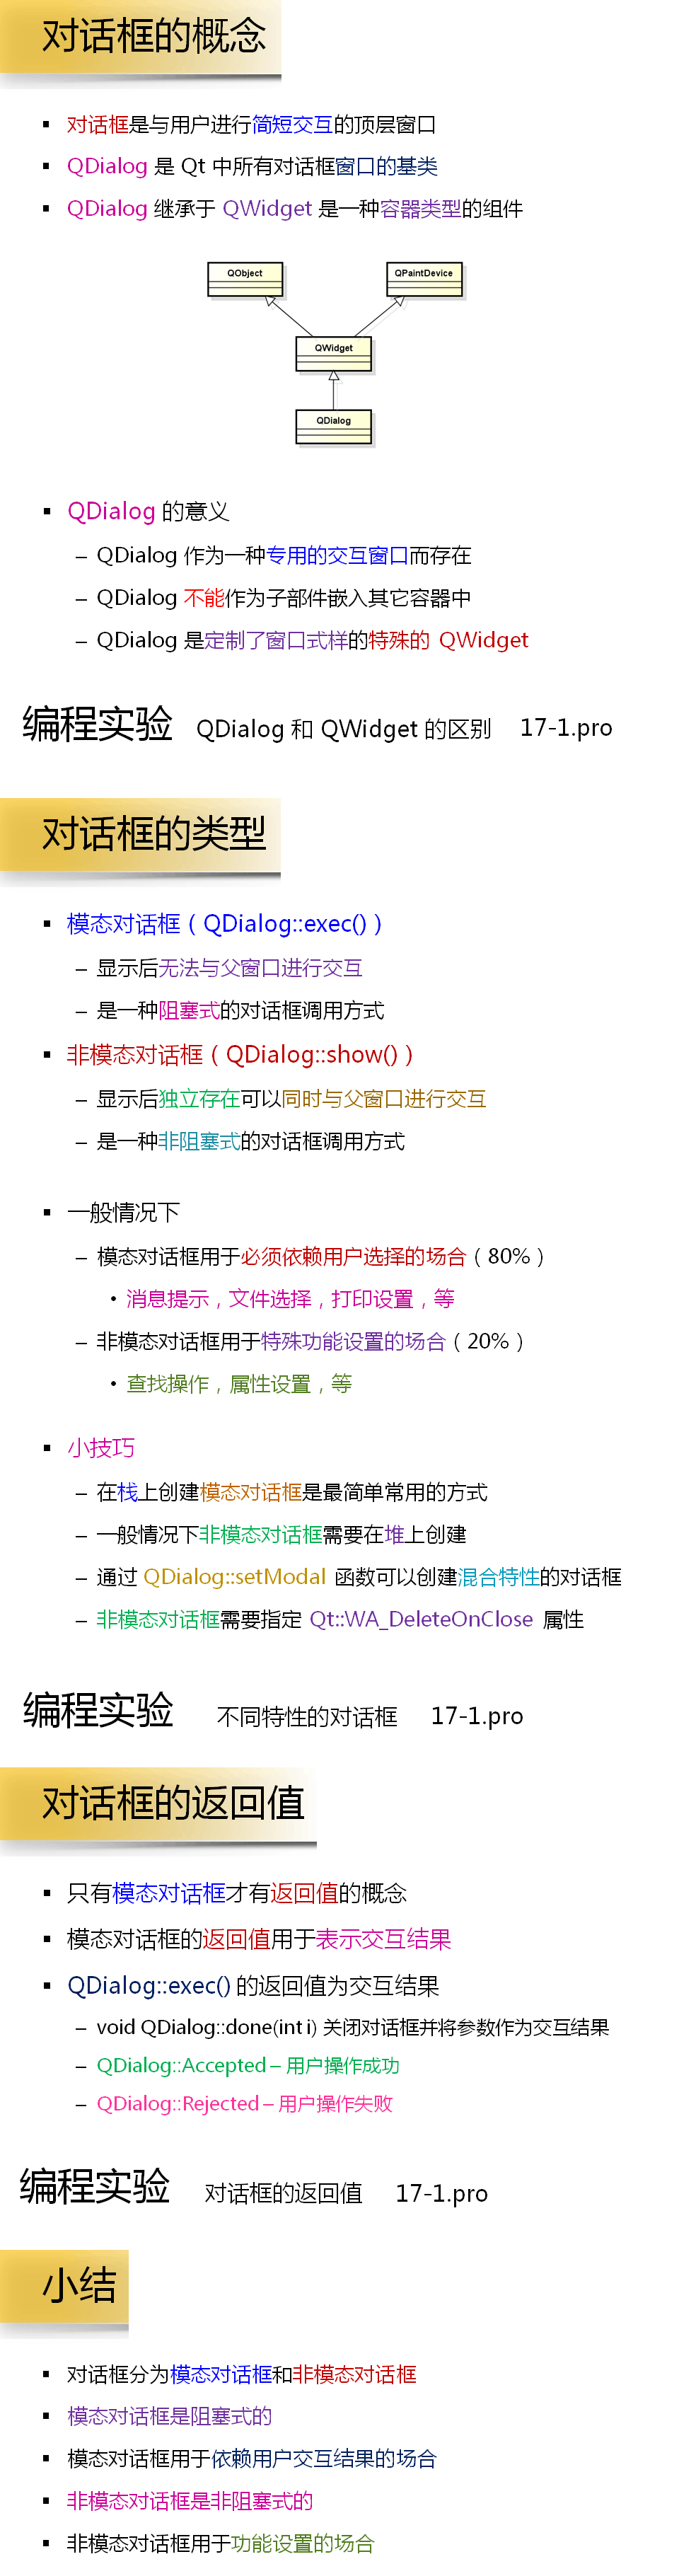 对话框的概念
▪ 对话框是与用户进行简短交互的顶层窗口
▪ QDialog 是 Qt 中所有对话框窗口的基类
▪ QDialog 继承于 QWidget 是一种容器类型的组件
QObject QPaintDevice
QWidget
QDialog
▪ QDialog 的意义
– QDialog 作为一种专用的交互窗口而存在
– QDialog 不能作为子部件嵌入其它容器中
– QDialog 是定制了窗口式样的特殊的 QWidget
编程实验 QDialog 和 QWidget 的区别 17-1.pro
对话框的类型
▪ 模态对话框（QDialog::exec()）
– 显示后无法与父窗口进行交互
– 是一种阻塞式的对话框调用方式
▪ 非模态对话框（QDialog::show()）
– 显示后独立存在可以同时与父窗口进行交互
– 是一种非阻塞式的对话框调用方式
▪ 一般情况下
– 模态对话框用于必须依赖用户选择的场合（80%）
• 消息提示，文件选择，打印设置，等
– 非模态对话框用于特殊功能设置的场合（20%）
• 查找操作，属性设置，等
▪ 小技巧
– 在栈上创建模态对话框是最简单常用的方式
– 一般情况下非模态对话框需要在堆上创建
– 通过 QDialog::setModal 函数可以创建混合特性的对话框
– 非模态对话框需要指定 Qt::WA_DeleteOnClose 属性
编程实验 不同特性的对话框 17-1.pro
对话框的返回值
▪ 只有模态对话框才有返回值的概念
▪ 模态对话框的返回值用于表示交互结果
▪ QDialog::exec() 的返回值为交互结果
– void QDialog::done(int i) 关闭对话框并将参数作为交互结果
– QDialog::Accepted – 用户操作成功
– QDialog::Rejected – 用户操作失败
编程实验 对话框的返回值 17-1.pro
小结
▪ 对话框分为模态对话框和非模态对话框
▪ 模态对话框是阻塞式的
▪ 模态对话框用于依赖用户交互结果的场合
▪ 非模态对话框是非阻塞式的
▪ 非模态对话框用于功能设置的场合